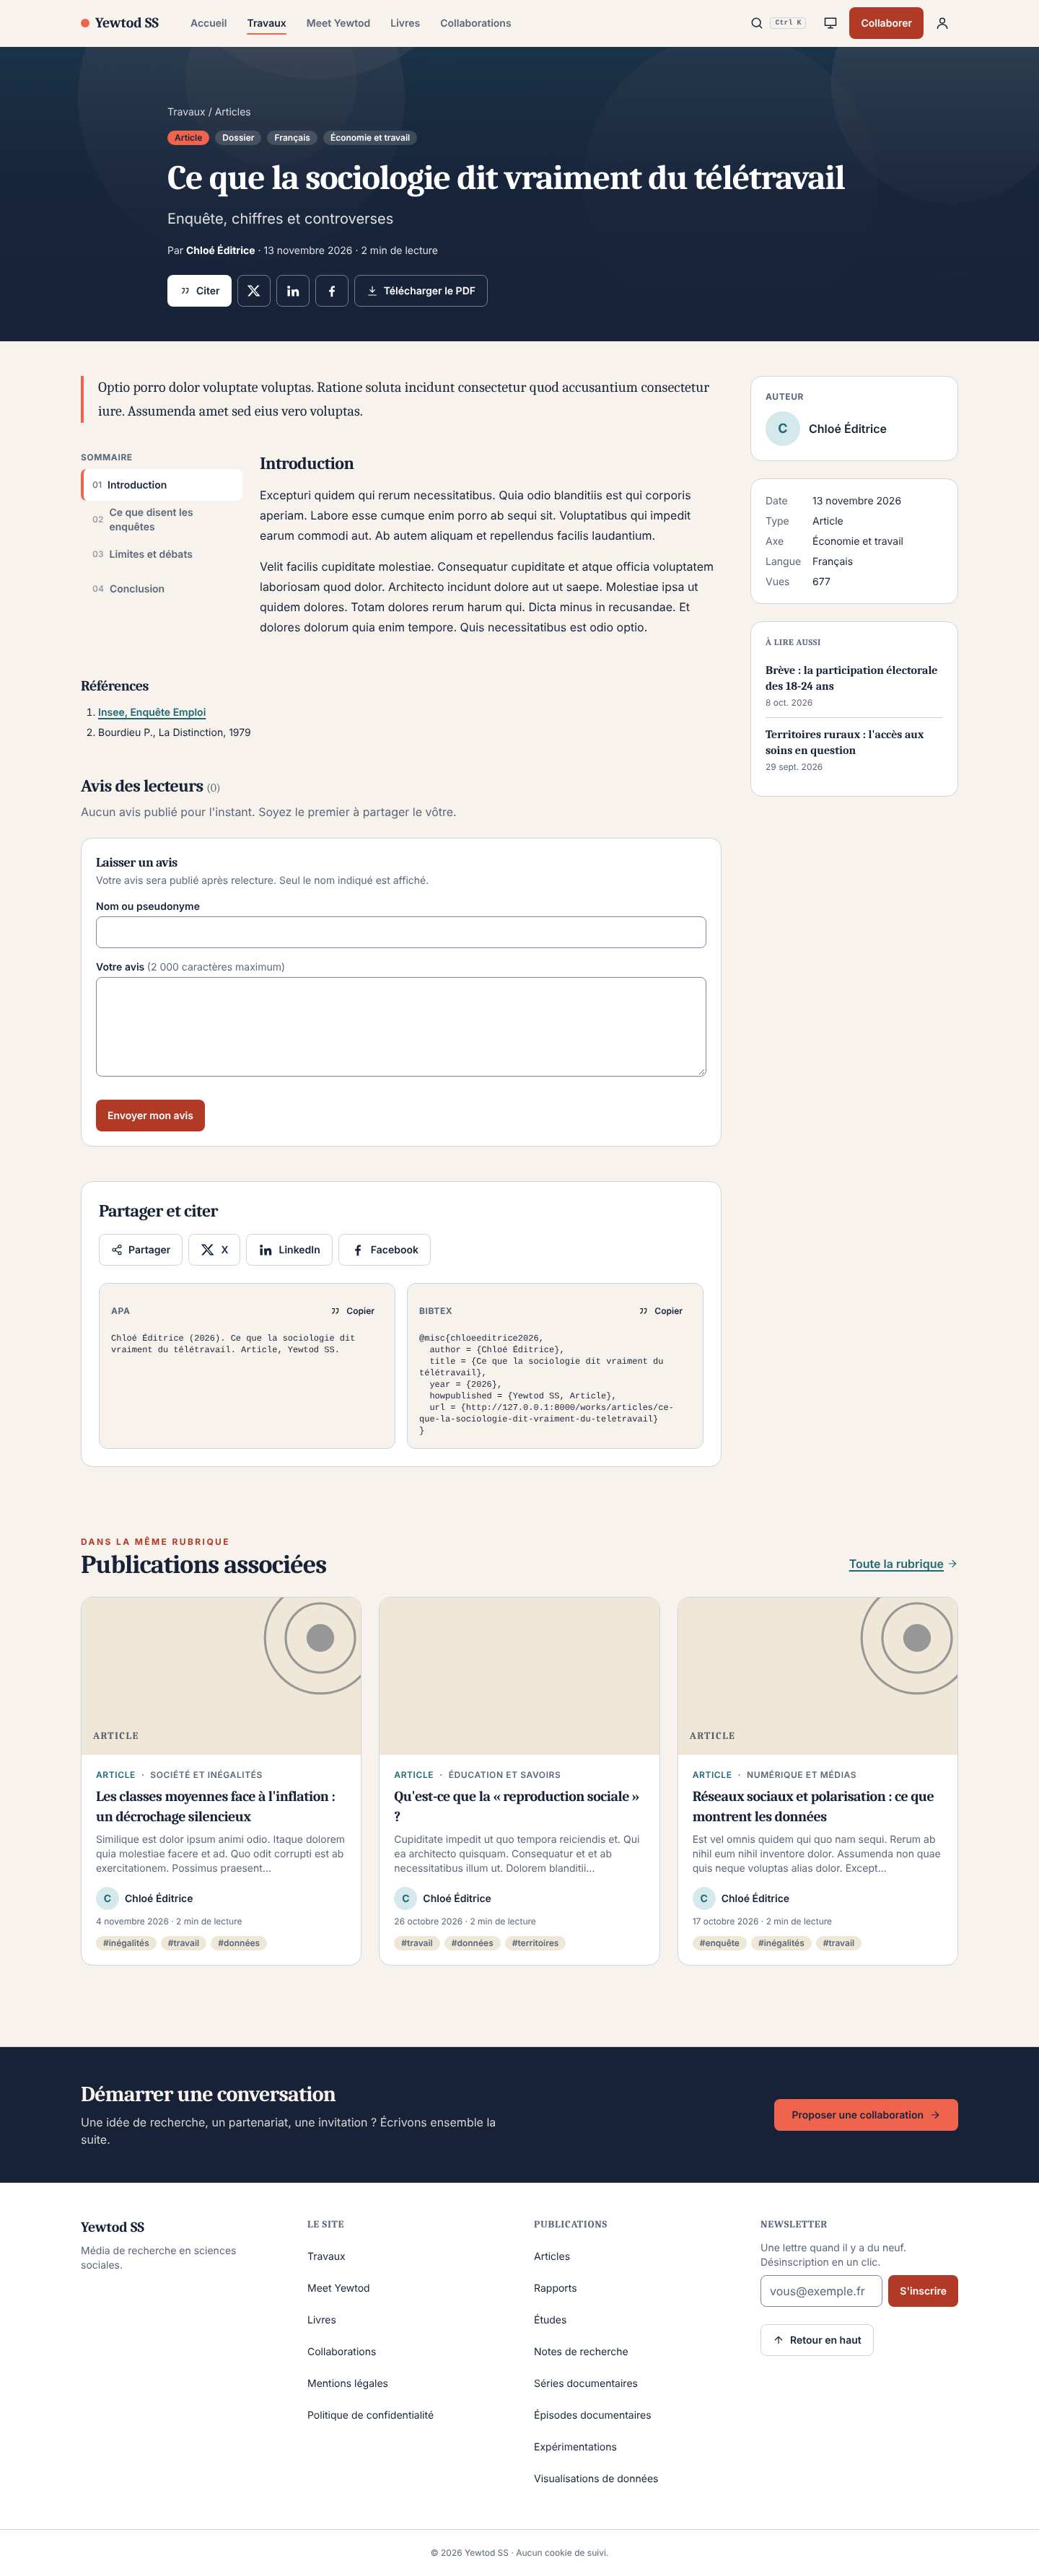 Yewtod SS
Accueil
Travaux
Meet Yewtod
Livres
Collaborations
Ctrl K
Collaborer
Travaux / Articles
Article
Dossier
Français
Économie et travail
Ce que la sociologie dit vraiment du télétravail
Enquête, chiffres et controverses
Par Chloé Éditrice · 13 novembre 2026 · 2 min de lecture
Citer
Télécharger le PDF
Optio porro dolor voluptate voluptas. Ratione soluta incidunt consectetur quod accusantium consectetur
iure. Assumenda amet sed eius vero voluptas.
SOMMAIRE
01 Introduction
02 Ce que disent les
enquêtes
03 Limites et débats
04 Conclusion
Introduction
Excepturi quidem qui rerum necessitatibus. Quia odio blanditiis est qui corporis
aperiam. Labore esse cumque enim porro ab sequi sit. Voluptatibus qui impedit
earum commodi aut. Ab autem aliquam et repellendus facilis laudantium.
Velit facilis cupiditate molestiae. Consequatur cupiditate et atque officia voluptatem
laboriosam quod dolor. Architecto incidunt dolore aut ut saepe. Molestiae ipsa ut
quidem dolores. Totam dolores rerum harum qui. Dicta minus in recusandae. Et
dolores dolorum quia enim tempore. Quis necessitatibus est odio optio.
Références
1. Insee, Enquête Emploi
2. Bourdieu P., La Distinction, 1979
AUTEUR
C
Chloé Éditrice
Date 13 novembre 2026
Type Article
Axe Économie et travail
Langue Français
Vues 677
À LIRE AUSSI
Brève : la participation électorale
des 18-24 ans
8 oct. 2026
Territoires ruraux : l'accès aux
soins en question
29 sept. 2026
Avis des lecteurs (0)
Aucun avis publié pour l'instant. Soyez le premier à partager le vôtre.
Laisser un avis
Votre avis sera publié après relecture. Seul le nom indiqué est affiché.
Nom ou pseudonyme
Votre avis (2 000 caractères maximum)
Envoyer mon avis
Partager et citer
Partager
X
LinkedIn
Facebook
APA
Copier
Chloé Éditrice (2026). Ce que la sociologie dit
vraiment du télétravail. Article, Yewtod SS.
BIBTEX
Copier
@misc{chloeeditrice2026,
author = {Chloé Éditrice},
title = {Ce que la sociologie dit vraiment du
télétravail},
year = {2026},
howpublished = {Yewtod SS, Article},
url = {http://127.0.0.1:8000/works/articles/ce-
que-la-sociologie-dit-vraiment-du-teletravail}
}
DANS LA MÊME RUBRIQUE
Publications associées
Toute la rubrique
ARTICLE
ARTICLE · SOCIÉTÉ ET INÉGALITÉS
Les classes moyennes face à l'inflation :
un décrochage silencieux
Similique est dolor ipsum animi odio. Itaque dolorem
quia molestiae facere et ad. Quo odit corrupti est ab
exercitationem. Possimus praesent…
C
Chloé Éditrice
4 novembre 2026 · 2 min de lecture
#inégalités
#travail
#données
ARTICLE · ÉDUCATION ET SAVOIRS
Qu'est-ce que la « reproduction sociale »
?
Cupiditate impedit ut quo tempora reiciendis et. Qui
ea architecto quisquam. Consequatur et et ab
necessitatibus illum ut. Dolorem blanditii…
C
Chloé Éditrice
26 octobre 2026 · 2 min de lecture
#travail
#données
#territoires
ARTICLE
ARTICLE · NUMÉRIQUE ET MÉDIAS
Réseaux sociaux et polarisation : ce que
montrent les données
Est vel omnis quidem qui quo nam sequi. Rerum ab
nihil eum nihil inventore dolor. Assumenda non quae
quis neque voluptas alias dolor. Except…
C
Chloé Éditrice
17 octobre 2026 · 2 min de lecture
#enquête
#inégalités
#travail
Démarrer une conversation
Une idée de recherche, un partenariat, une invitation ? Écrivons ensemble la
suite.
Proposer une collaboration
Yewtod SS
Média de recherche en sciences
sociales.
LE SITE
Travaux
Meet Yewtod
Livres
Collaborations
Mentions légales
Politique de confidentialité
PUBLICATIONS
Articles
Rapports
Études
Notes de recherche
Séries documentaires
Épisodes documentaires
Expérimentations
Visualisations de données
NEWSLETTER
Une lettre quand il y a du neuf.
Désinscription en un clic.
vous@exemple.fr
S'inscrire
Retour en haut
© 2026 Yewtod SS · Aucun cookie de suivi.